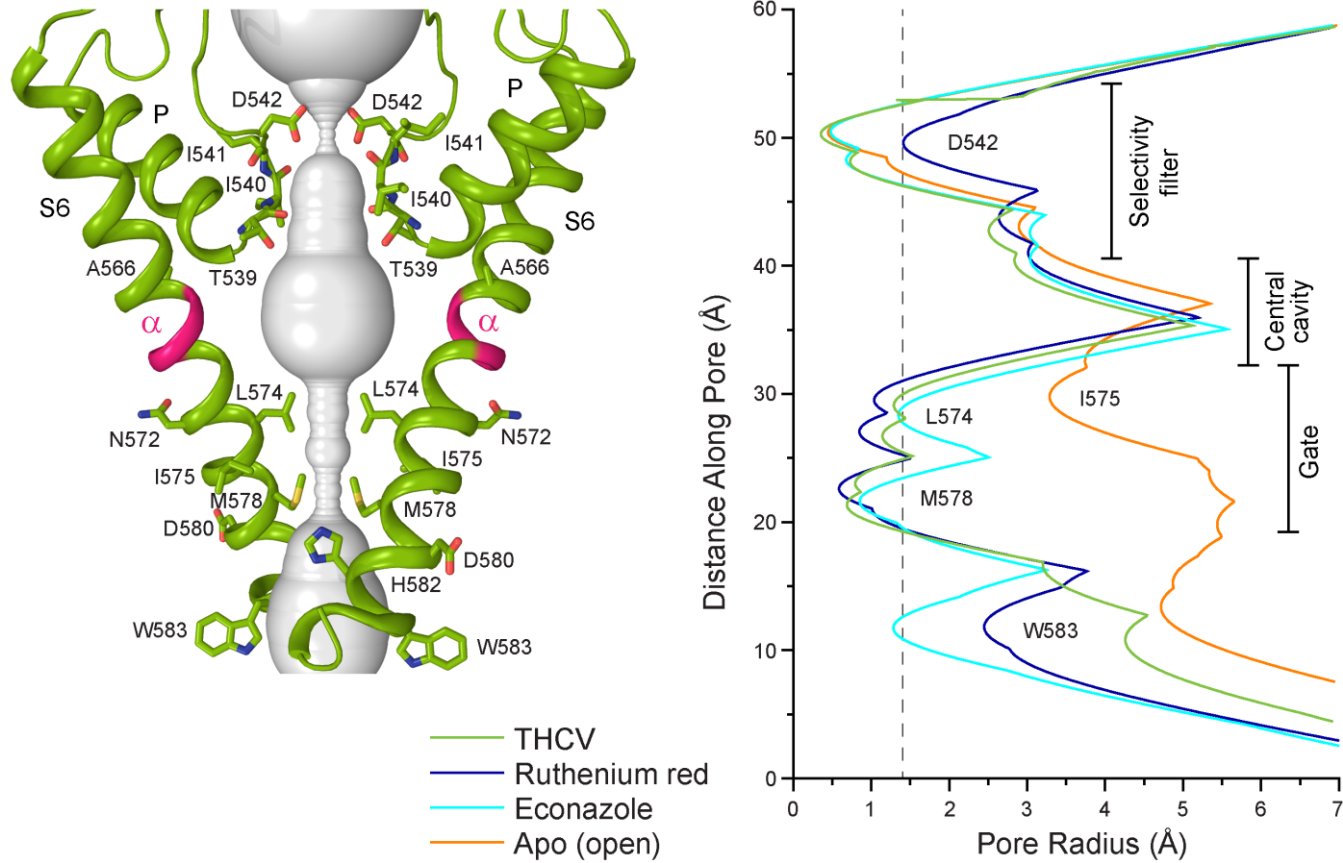 D542
D542
P
P
I541
I541
I540
I540
S6
S6
T539
T539
A566
A566
α
α
L574
L574
N572
N572
I575
I575
M578
M578
D580
D580
H582
W583
W583
THCV
Ruthenium red
Econazole
Apo (open)
Distance Along Pore (Å)
60
50
40
30
20
10
0
0
1
2
3
4
5
6
7
Pore Radius (Å)
D542
I575
L574
M578
W583
Selectivity
filter
Central
cavity
Gate